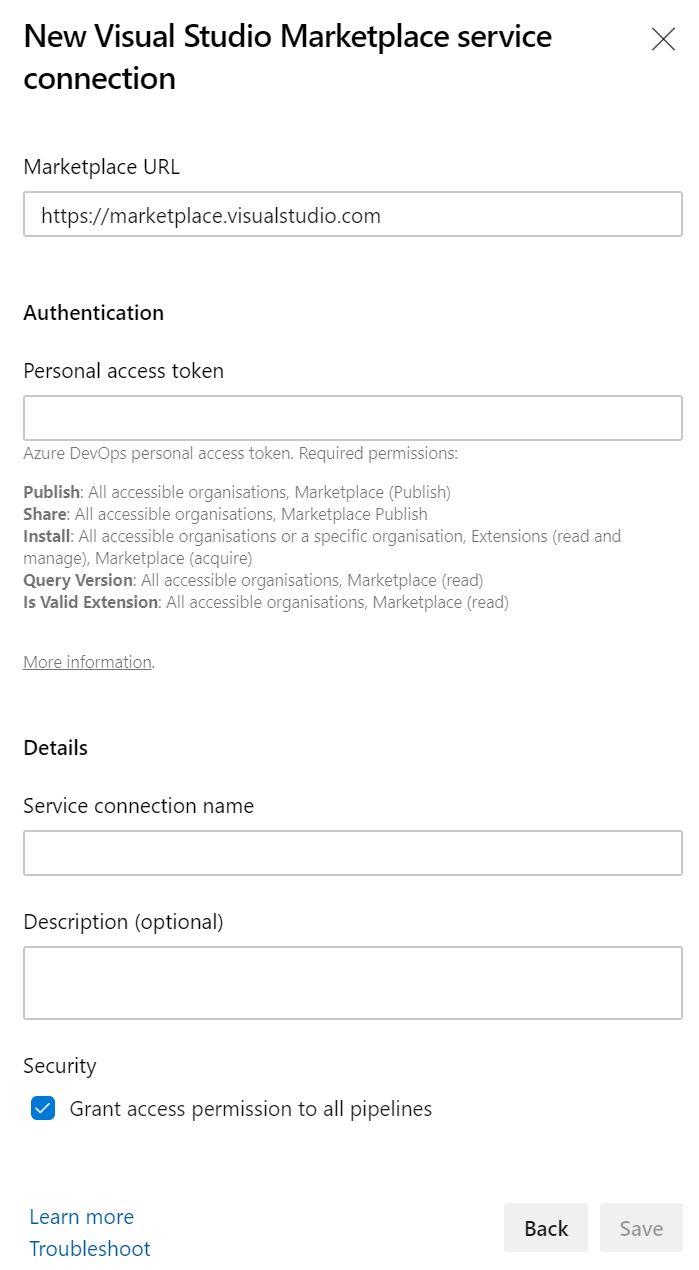 New Visual Studio Marketplace service
connection
Marketplace URL
https://marketplace.visualstudio.com
Authentication
Personal access token
Azure DevOps personal access token. Required permissions:
Publish: All accessible organisations, Marketplace (Publish)
Share: All accessible organisations, Marketplace Publish
Install: All accessible organisations or a specific organisation, Extensions (read and
manage), Marketplace (acquire)
Query Version: All accessible organisations, Marketplace (read)
Is Valid Extension: All accessible organisations, Marketplace (read)
More information.
Details
Service connection name
Description (optional)
Security
Grant access permission to all pipelines
Learn more
Troubleshoot
Back
Save